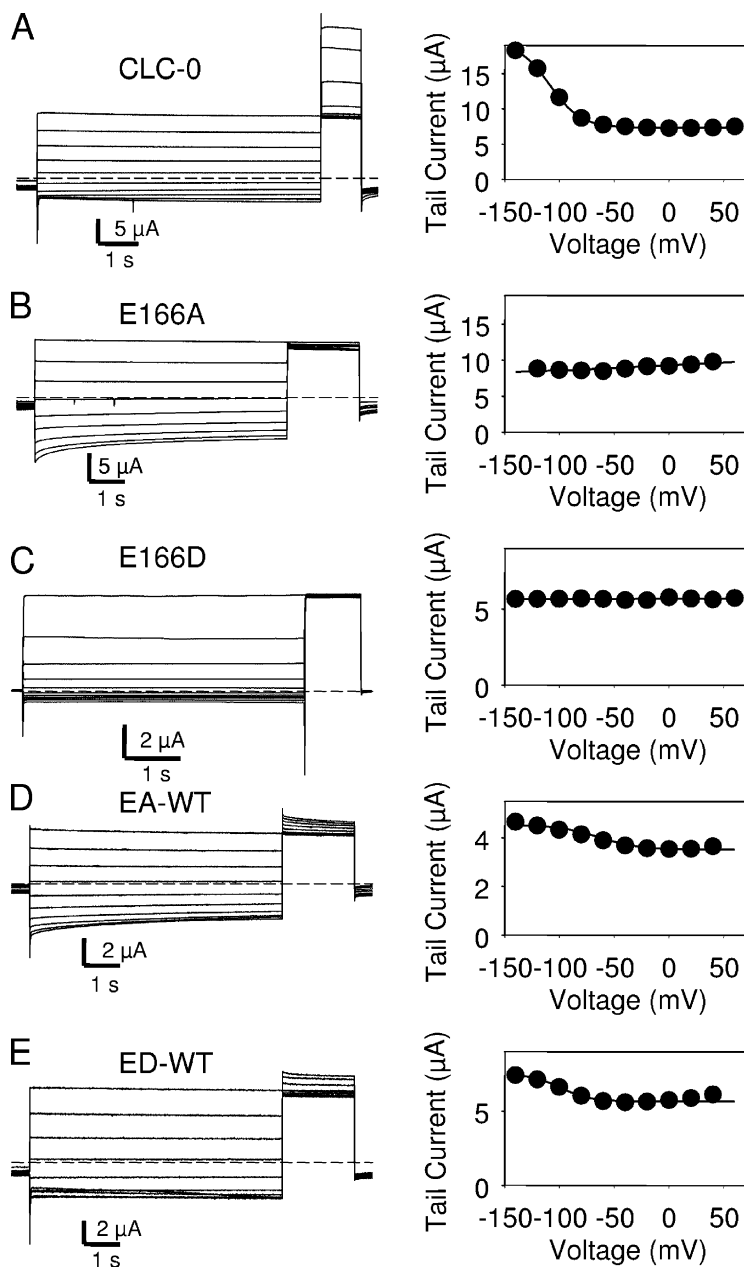 A
CLC-0
5 µA
1 s
Tail Current (µA)
15
10
5
0
-150 -100 -50 0 50
Voltage (mV)
B
E166A
5 µA
1 s
Tail Current (µA)
15
10
5
0
-150 -100 -50 0 50
Voltage (mV)
C
E166D
2 µA
1 s
Tail Current (µA)
5
0
-150 -100 -50 0 50
Voltage (mV)
D
EA-WT
2 µA
1 s
Tail Current (µA)
4
2
0
-150 -100 -50 0 50
Voltage (mV)
E
ED-WT
2 µA
1 s
Tail Current (µA)
5
0
-150 -100 -50 0 50
Voltage (mV)